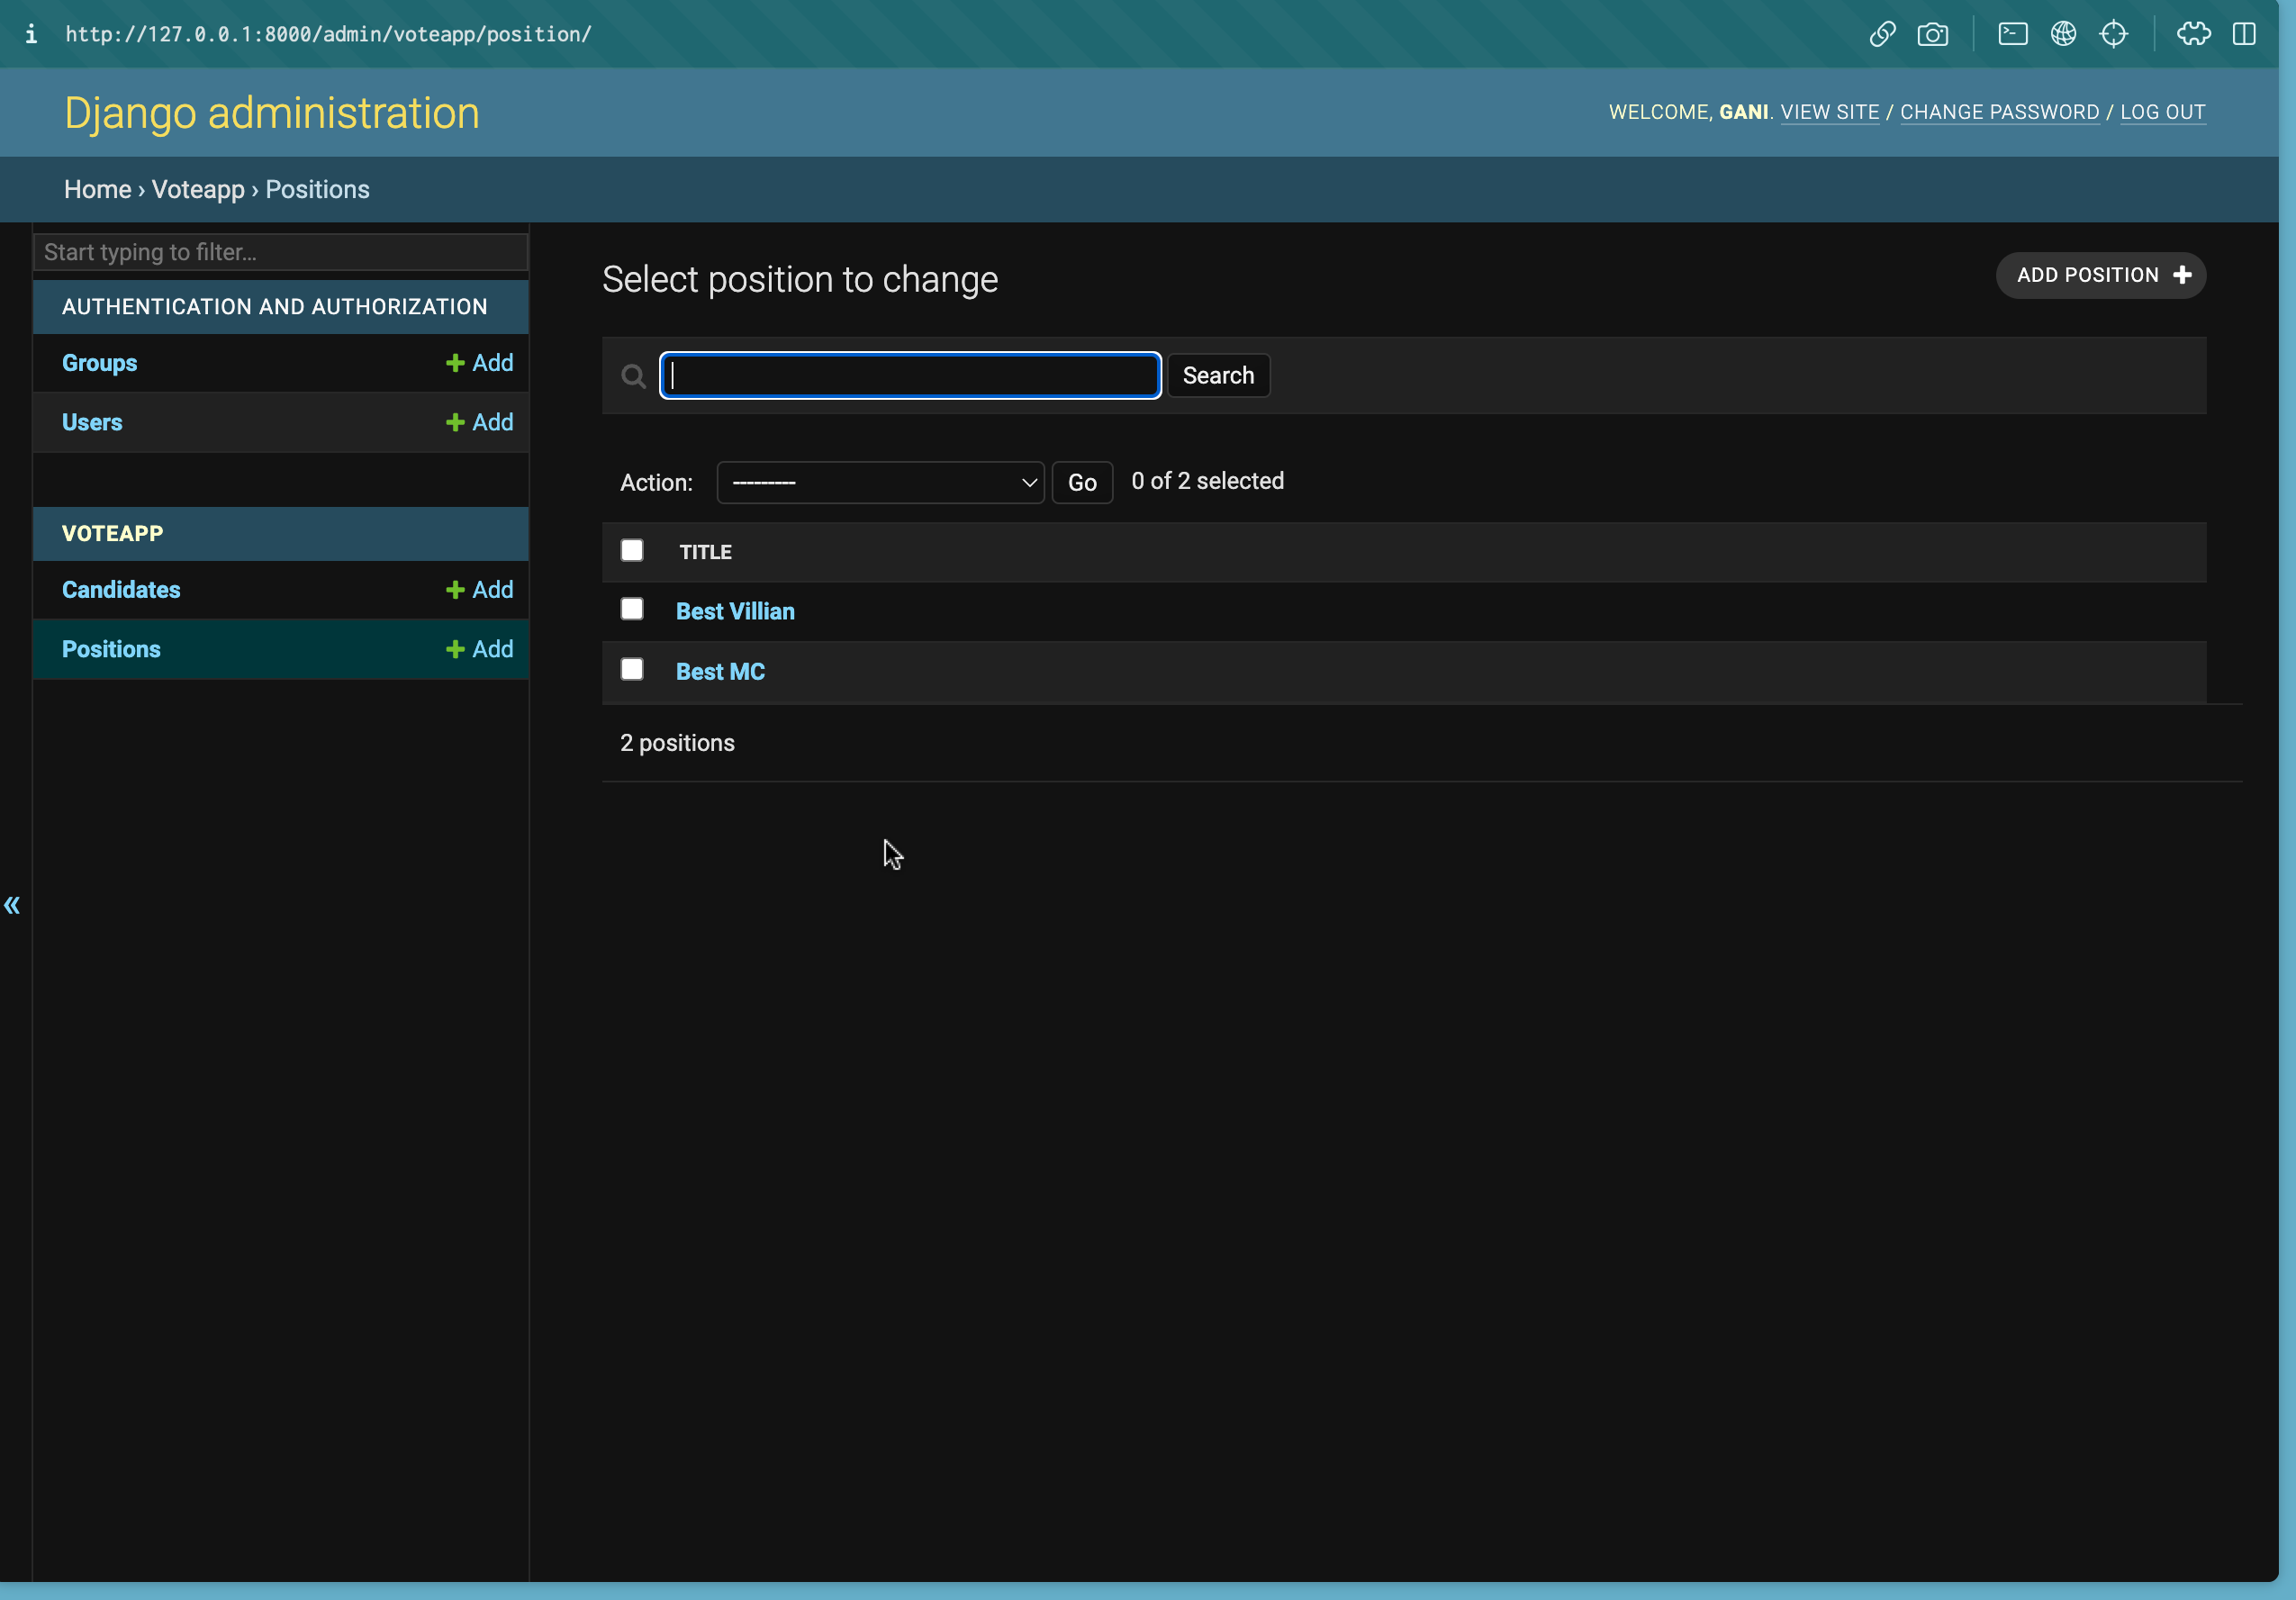 http://127.0.0.1:8000/admin/voteapp/position/
Django administration
WELCOME, GANI. VIEW SITE / CHANGE PASSWORD / LOG OUT
Home › Voteapp › Positions
Start typing to filter...
AUTHENTICATION AND AUTHORIZATION
Groups + Add
Users + Add
VOTEAPP
Candidates + Add
Positions + Add
«
Select position to change
ADD POSITION +
Search
Action: --------- Go 0 of 2 selected
TITLE
Best Villian
Best MC
2 positions